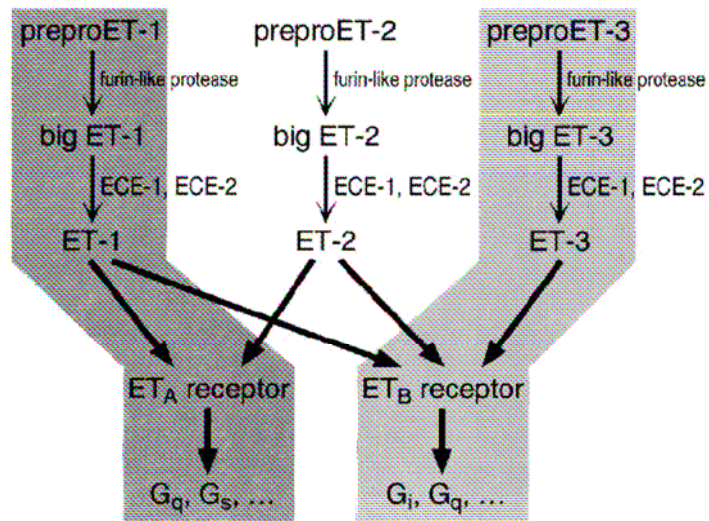 preproET-1 preproET-2 preproET-3
furin-like protease furin-like protease furin-like protease
big ET-1 big ET-2 big ET-3
ECE-1, ECE-2 ECE-1, ECE-2 ECE-1, ECE-2
ET-1 ET-2 ET-3
ETA receptor ETB receptor
Gq, Gs, ... Gi, Gq, ...